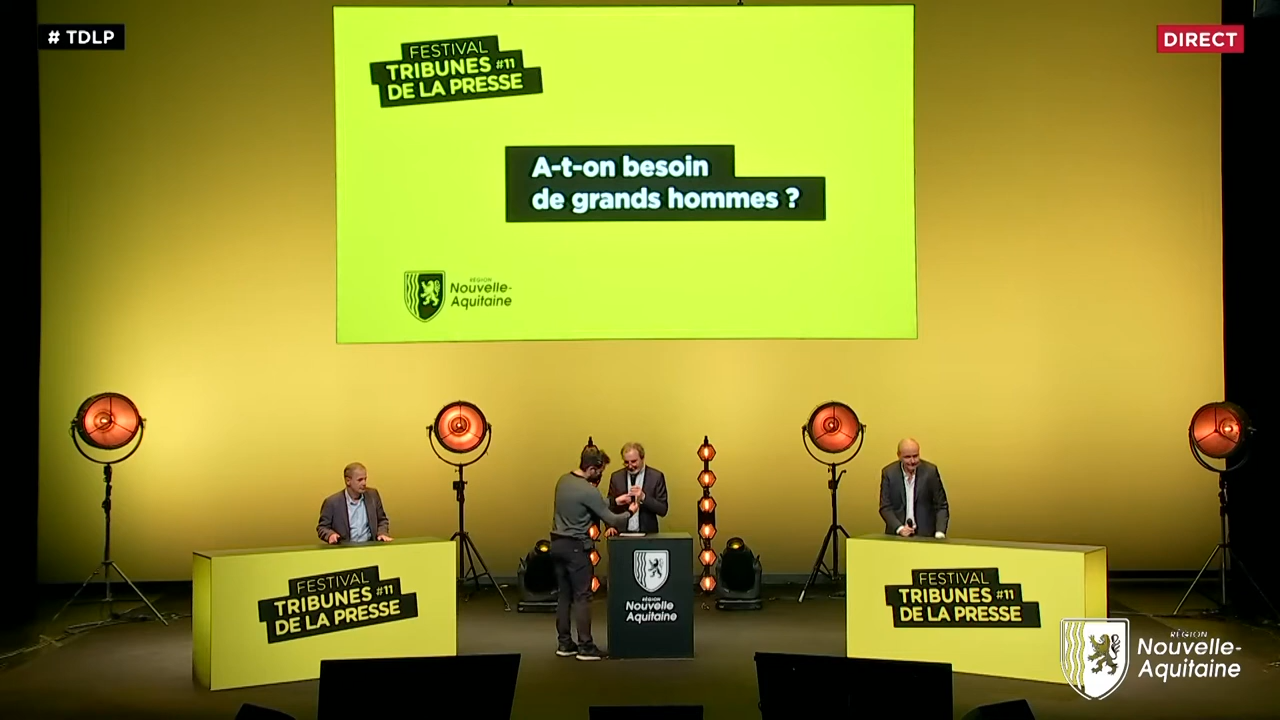 # TDLP
DIRECT
FESTIVAL
TRIBUNES #11
DE LA PRESSE
A-t-on besoin
de grands hommes ?
RÉGION
Nouvelle-
Aquitaine
FESTIVAL
TRIBUNES #11
DE LA PRESSE
RÉGION
Nouvelle
Aquitaine
FESTIVAL
TRIBUNES #11
DE LA PRESSE
RÉGION
Nouvelle-
Aquitaine